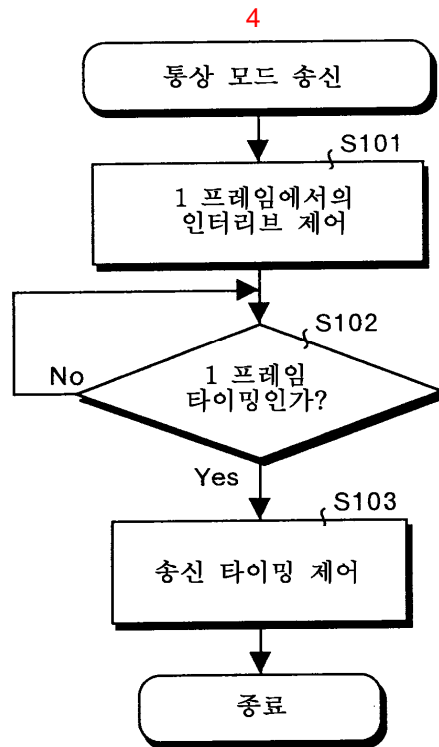 4
통상 모드 송신
S101
1 프레임에서의
인터리브 제어
S102
No
1 프레임
타이밍인가?
Yes
S103
송신 타이밍 제어
종료